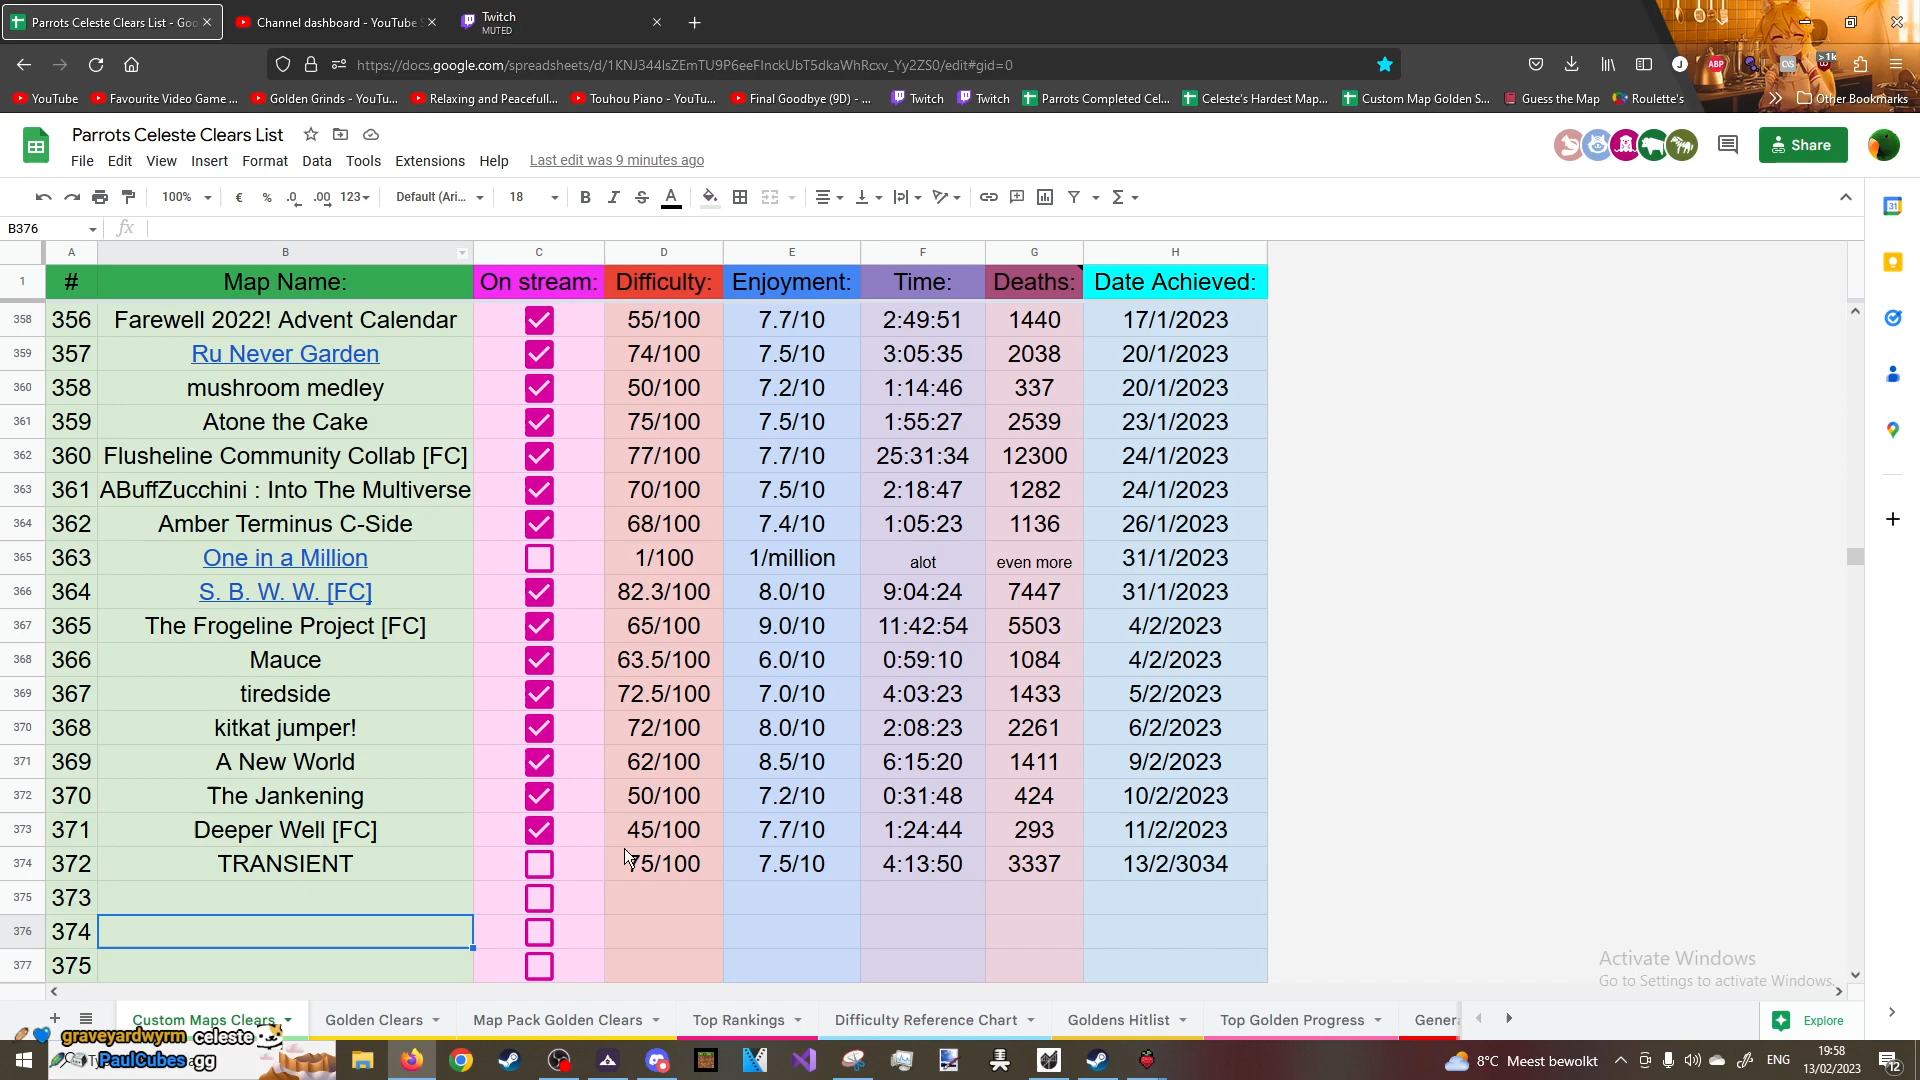 Parrots Celeste Clears List - Goo
Channel dashboard - YouTube S
Twitch
MUTED
https://docs.google.com/spreadsheets/d/1KNJ344lsZEmTU9P6eeFlnckUbT5dkaWhRcxv_Yy2ZS0/edit#gid=0
YouTube
Favourite Video Game ...
Golden Grinds - YouTu...
Relaxing and Peacefull...
Touhou Piano - YouTu...
Final Goodbye (9D) - ...
Twitch
Twitch
Parrots Completed Cel...
Celeste's Hardest Map...
Custom Map Golden S...
Guess the Map
Roulette's
Other Bookmarks
Parrots Celeste Clears List
File Edit View Insert Format Data Tools Extensions Help Last edit was 9 minutes ago
Share
100% € % .0 .00 123 Default (Ari... 18 B I S A
B376 fx
A B C D E F G H
1 # Map Name: On stream: Difficulty: Enjoyment: Time: Deaths: Date Achieved:
358 356 Farewell 2022! Advent Calendar 55/100 7.7/10 2:49:51 1440 17/1/2023
359 357 Ru Never Garden 74/100 7.5/10 3:05:35 2038 20/1/2023
360 358 mushroom medley 50/100 7.2/10 1:14:46 337 20/1/2023
361 359 Atone the Cake 75/100 7.5/10 1:55:27 2539 23/1/2023
362 360 Flusheline Community Collab [FC] 77/100 7.7/10 25:31:34 12300 24/1/2023
363 361 ABuffZucchini : Into The Multiverse 70/100 7.5/10 2:18:47 1282 24/1/2023
364 362 Amber Terminus C-Side 68/100 7.4/10 1:05:23 1136 26/1/2023
365 363 One in a Million 1/100 1/million alot even more 31/1/2023
366 364 S. B. W. W. [FC] 82.3/100 8.0/10 9:04:24 7447 31/1/2023
367 365 The Frogeline Project [FC] 65/100 9.0/10 11:42:54 5503 4/2/2023
368 366 Mauce 63.5/100 6.0/10 0:59:10 1084 4/2/2023
369 367 tiredside 72.5/100 7.0/10 4:03:23 1433 5/2/2023
370 368 kitkat jumper! 72/100 8.0/10 2:08:23 2261 6/2/2023
371 369 A New World 62/100 8.5/10 6:15:20 1411 9/2/2023
372 370 The Jankening 50/100 7.2/10 0:31:48 424 10/2/2023
373 371 Deeper Well [FC] 45/100 7.7/10 1:24:44 293 11/2/2023
374 372 TRANSIENT 75/100 7.5/10 4:13:50 3337 13/2/3034
375 373
376 374
377 375
Activate Windows
Go to Settings to activate Windows.
Custom Maps Clears
Golden Clears
Map Pack Golden Clears
Top Rankings
Difficulty Reference Chart
Goldens Hitlist
Top Golden Progress
Gener
Explore
graveyardwyrm celeste
PaulCubes gg
8°C Meest bewolkt
ENG
19:58
13/02/2023
12